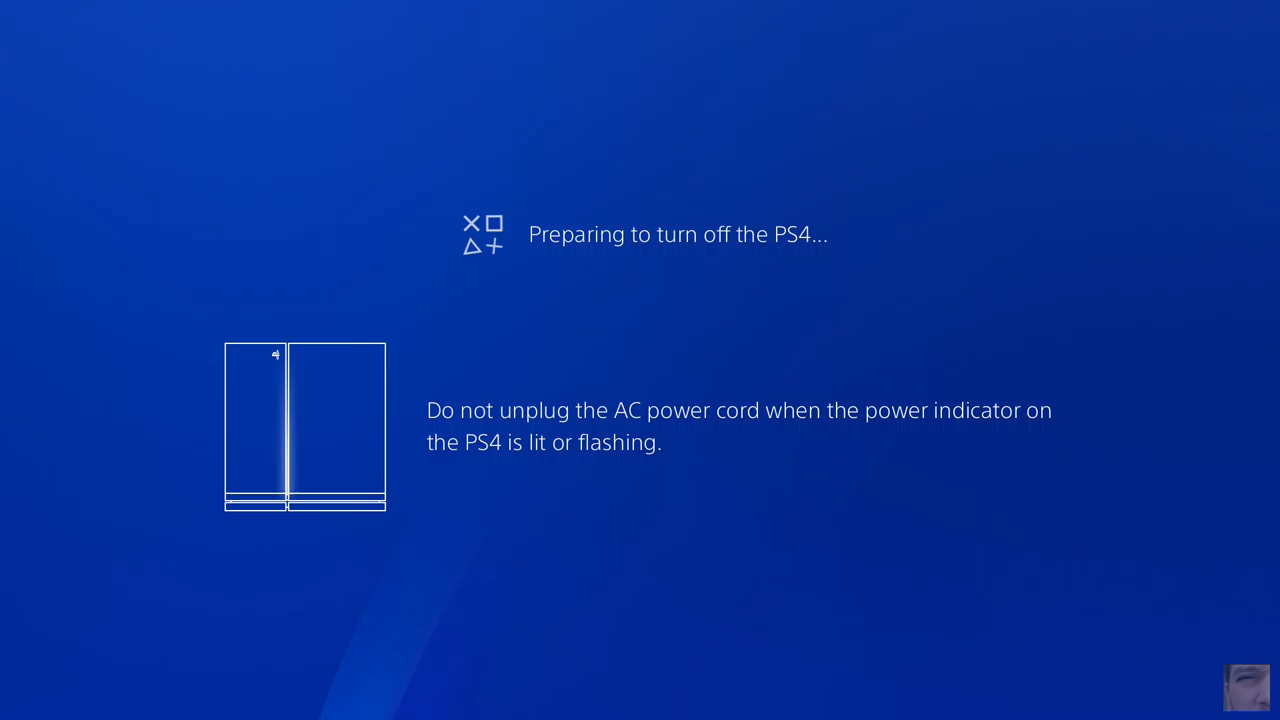 Preparing to turn off the PS4...
Do not unplug the AC power cord when the power indicator on
the PS4 is lit or flashing.